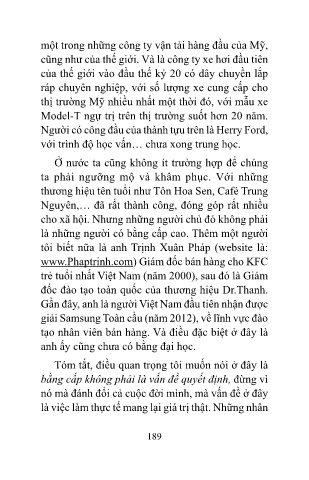 một trong những công ty vận tải hàng đầu của Mỹ,
cũng như của thế giới. Và là công ty xe hơi đầu tiên
của thế giới vào đầu thế kỷ 20 có dây chuyền lắp
ráp chuyên nghiệp, với số lượng xe cung cấp cho
thị trường Mỹ nhiều nhất một thời đó, với mẫu xe
Model-T ngự trị trên thị trường suốt hơn 20 năm.
Người có công đầu của thành tựu trên là Herry Ford,
với trình độ học vấn… chưa xong trung học.
Ở nước ta cũng không ít trường hợp để chúng
ta phải ngưỡng mộ và khâm phục. Với những
thương hiệu tên tuổi như Tôn Hoa Sen, Café Trung
Nguyên,… đã rất thành công, đóng góp rất nhiều
cho xã hội. Nhưng những người chủ đó không phải
là những người có bằng cấp cao. Thêm một người
tôi biết nữa là anh Trịnh Xuân Pháp (website là:
www.Phaptrinh.com) Giám đốc bán hàng cho KFC
trẻ tuổi nhất Việt Nam (năm 2000), sau đó là Giám
đốc đào tạo toàn quốc của thương hiệu Dr.Thanh.
Gần đây, anh là người Việt Nam đầu tiên nhận được
giải Samsung Toàn cầu (năm 2012), về lĩnh vực đào
tạo nhân viên bán hàng. Và điều đặc biệt ở đây là
anh ấy cũng chưa có bằng đại học.
Tóm tắt, điều quan trọng tôi muốn nói ở đây là
bằng cấp không phải là vấn đề quyết định, đừng vì
nó mà đánh đổi cả cuộc đời mình, mà vấn đề ở đây
là việc làm thực tế mang lại giá trị thật. Những nhân
189